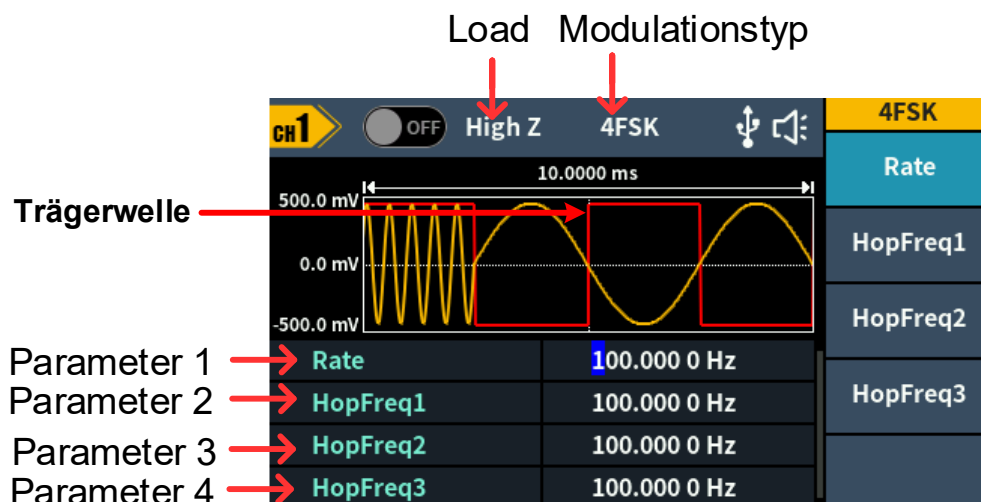 Load Modulationstyp
CH1 OFF High Z 4FSK 4FSK
Rate
10.0000 ms
500.0 mV
Trägerwelle
HopFreq1
0.0 mV
HopFreq2
-500.0 mV
Parameter 1 Rate 100.000 0 Hz
Parameter 2 HopFreq1 100.000 0 Hz HopFreq3
Parameter 3 HopFreq2 100.000 0 Hz
Parameter 4 HopFreq3 100.000 0 Hz